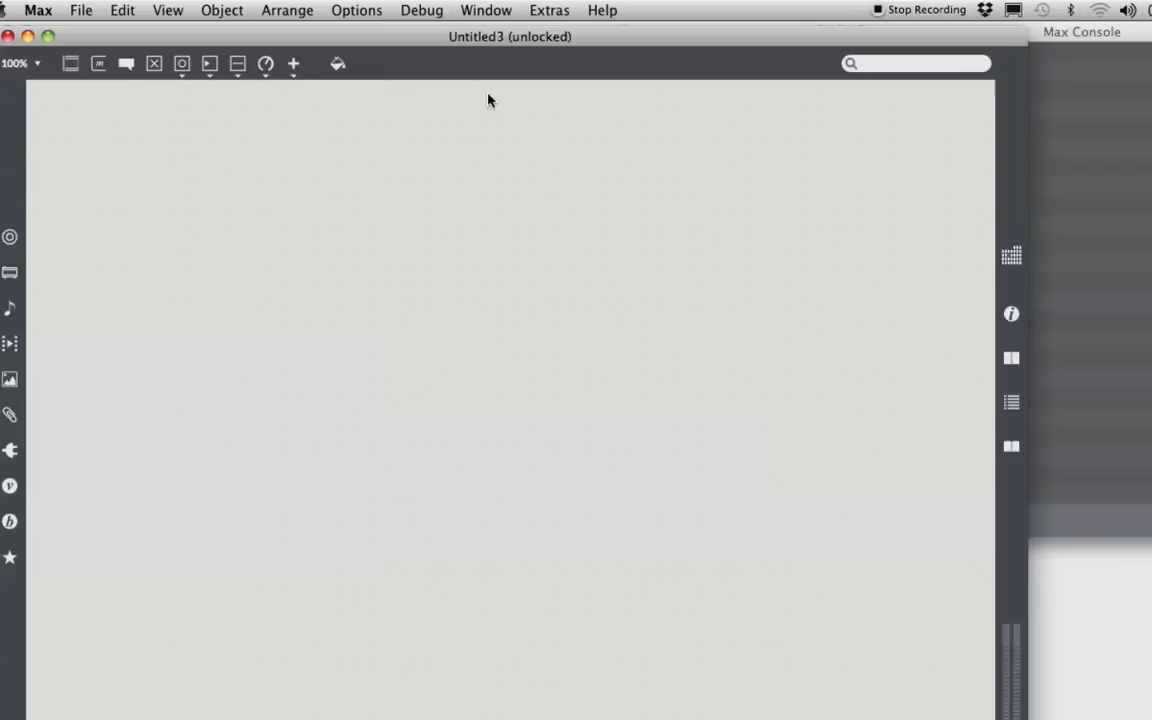 Max File Edit View Object Arrange Options Debug Window Extras Help Stop Recording
Untitled3 (unlocked)
Max Console
100%